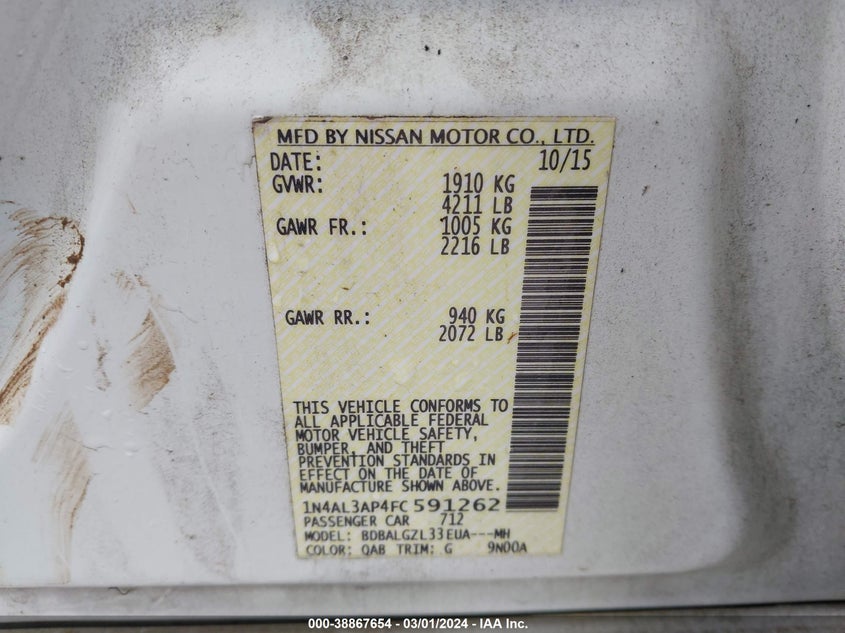 MFD BY NISSAN MOTOR CO., LTD.
DATE: 10/15
GVWR: 1910 KG
4211 LB
GAWR FR.: 1005 KG
2216 LB
GAWR RR.: 940 KG
2072 LB
THIS VEHICLE CONFORMS TO
ALL APPLICABLE FEDERAL
MOTOR VEHICLE SAFETY,
BUMPER, AND THEFT
PREVENTION STANDARDS IN
EFFECT ON THE DATE OF
MANUFACTURE SHOWN ABOVE.
1N4AL3AP4FC591262
PASSENGER CAR 712
MODEL: BDBALGZL33EUA---MH
COLOR: QAB TRIM: G 9N00A
000-38867654 - 03/01/2024 - IAA Inc.